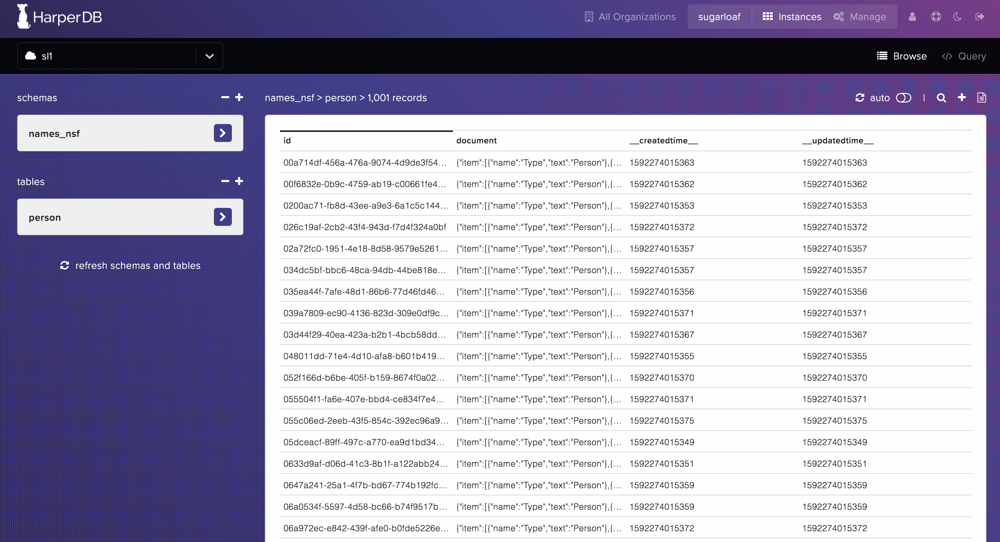 HarperDB
All Organizations sugarloaf Instances Manage
sl1 Browse </> Query
schemas
names_nsf > person > 1,001 records auto
names_nsf
tables
person
refresh schemas and tables
id document __createdtime__ __updatedtime__
00a714df-456a-476a-9074-4d9de3f54... {"item":[{"name":"Type","text":"Person"},{... 1592274015363 1592274015363
00f6832e-0b9c-4759-ab19-c00661fe4... {"item":[{"name":"Type","text":"Person"},{... 1592274015362 1592274015362
0200ac71-fb8d-43ee-a9e3-6a1c5c144... {"item":[{"name":"Type","text":"Person"},{... 1592274015353 1592274015353
026c19af-2cb2-43f4-943d-f7d4f324a0bf {"item":[{"name":"Type","text":"Person"},{... 1592274015372 1592274015372
02a72fc0-1951-4e18-8d58-9579e5261... {"item":[{"name":"Type","text":"Person"},{... 1592274015357 1592274015357
034dc5bf-bbc6-48ca-94db-44be818e... {"item":[{"name":"Type","text":"Person"},{... 1592274015357 1592274015357
035ea44f-7afe-48d1-86b6-77d46fd46... {"item":[{"name":"Type","text":"Person"},{... 1592274015356 1592274015356
039a7809-ec90-4136-823d-309e0df9c... {"item":[{"name":"Type","text":"Person"},{... 1592274015371 1592274015371
03d44f29-40ea-423a-b2b1-4bcb58dd... {"item":[{"name":"Type","text":"Person"},{... 1592274015367 1592274015367
048011dd-71e4-4d10-afa8-b601b419... {"item":[{"name":"Type","text":"Person"},{... 1592274015355 1592274015355
052f166d-b6be-405f-b159-8674f0a02... {"item":[{"name":"Type","text":"Person"},{... 1592274015370 1592274015370
055504f1-fa6e-407e-bbd4-ce834f7e4... {"item":[{"name":"Type","text":"Person"},{... 1592274015371 1592274015371
055c06ed-2eeb-43f5-854c-392ec96a9... {"item":[{"name":"Type","text":"Person"},{... 1592274015375 1592274015375
05dceacf-89ff-497c-a770-ea9d1bd34... {"item":[{"name":"Type","text":"Person"},{... 1592274015349 1592274015349
0633d9af-d06d-41c3-8b1f-a122abb24... {"item":[{"name":"Type","text":"Person"},{... 1592274015351 1592274015351
0647a241-25a1-4f7b-bd67-774b192fc... {"item":[{"name":"Type","text":"Person"},{... 1592274015359 1592274015359
06a0534f-5597-4d58-bc66-b74f9517b... {"item":[{"name":"Type","text":"Person"},{... 1592274015359 1592274015359
06a972ec-e842-439f-afe0-b0fde5226e... {"item":[{"name":"Type","text":"Person"},{... 1592274015372 1592274015372